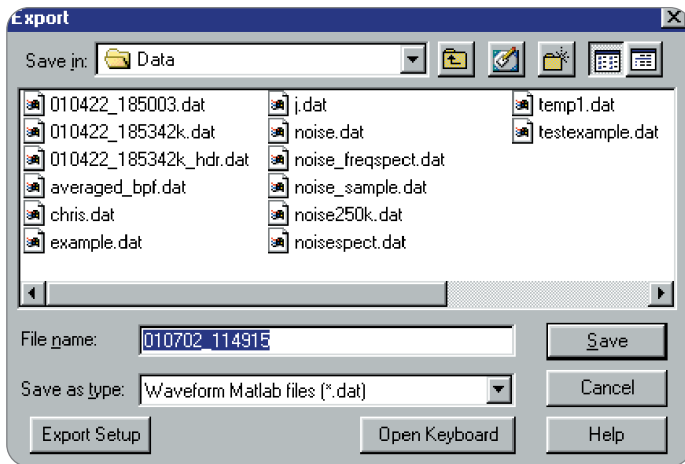 Export
Save in: Data
010422_185003.dat
010422_185342k.dat
010422_185342k_hdr.dat
averaged_bpf.dat
chris.dat
example.dat
j.dat
noise.dat
noise_freqspect.dat
noise_sample.dat
noise250k.dat
noisespect.dat
temp1.dat
testexample.dat
File name: 010702_114915 Save
Save as type: Waveform Matlab files (*.dat) Cancel
Export Setup Open Keyboard Help